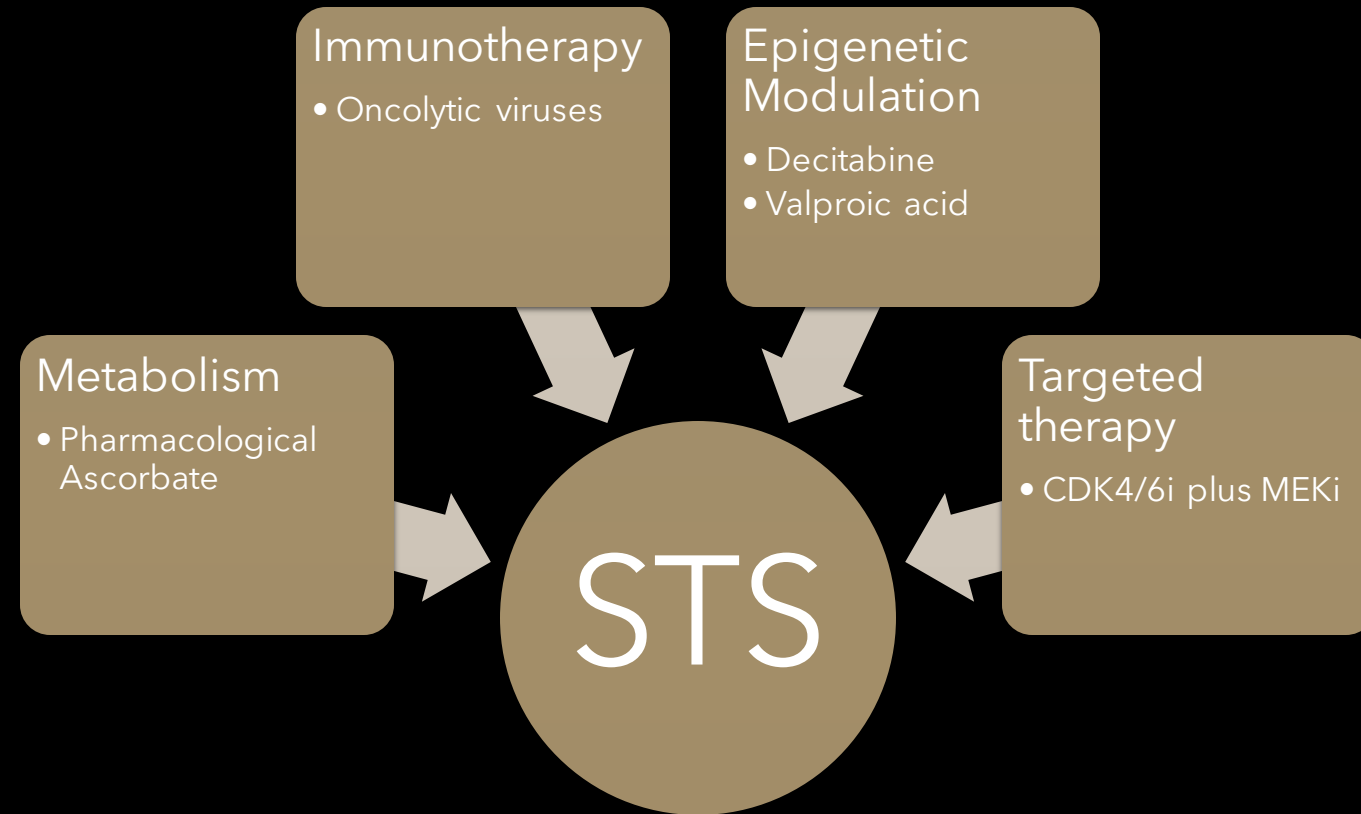 Immunotherapy
• Oncolytic viruses
Epigenetic
Modulation
• Decitabine
• Valproic acid
Metabolism
• Pharmacological
Ascorbate
Targeted
therapy
• CDK4/6i plus MEKi
STS